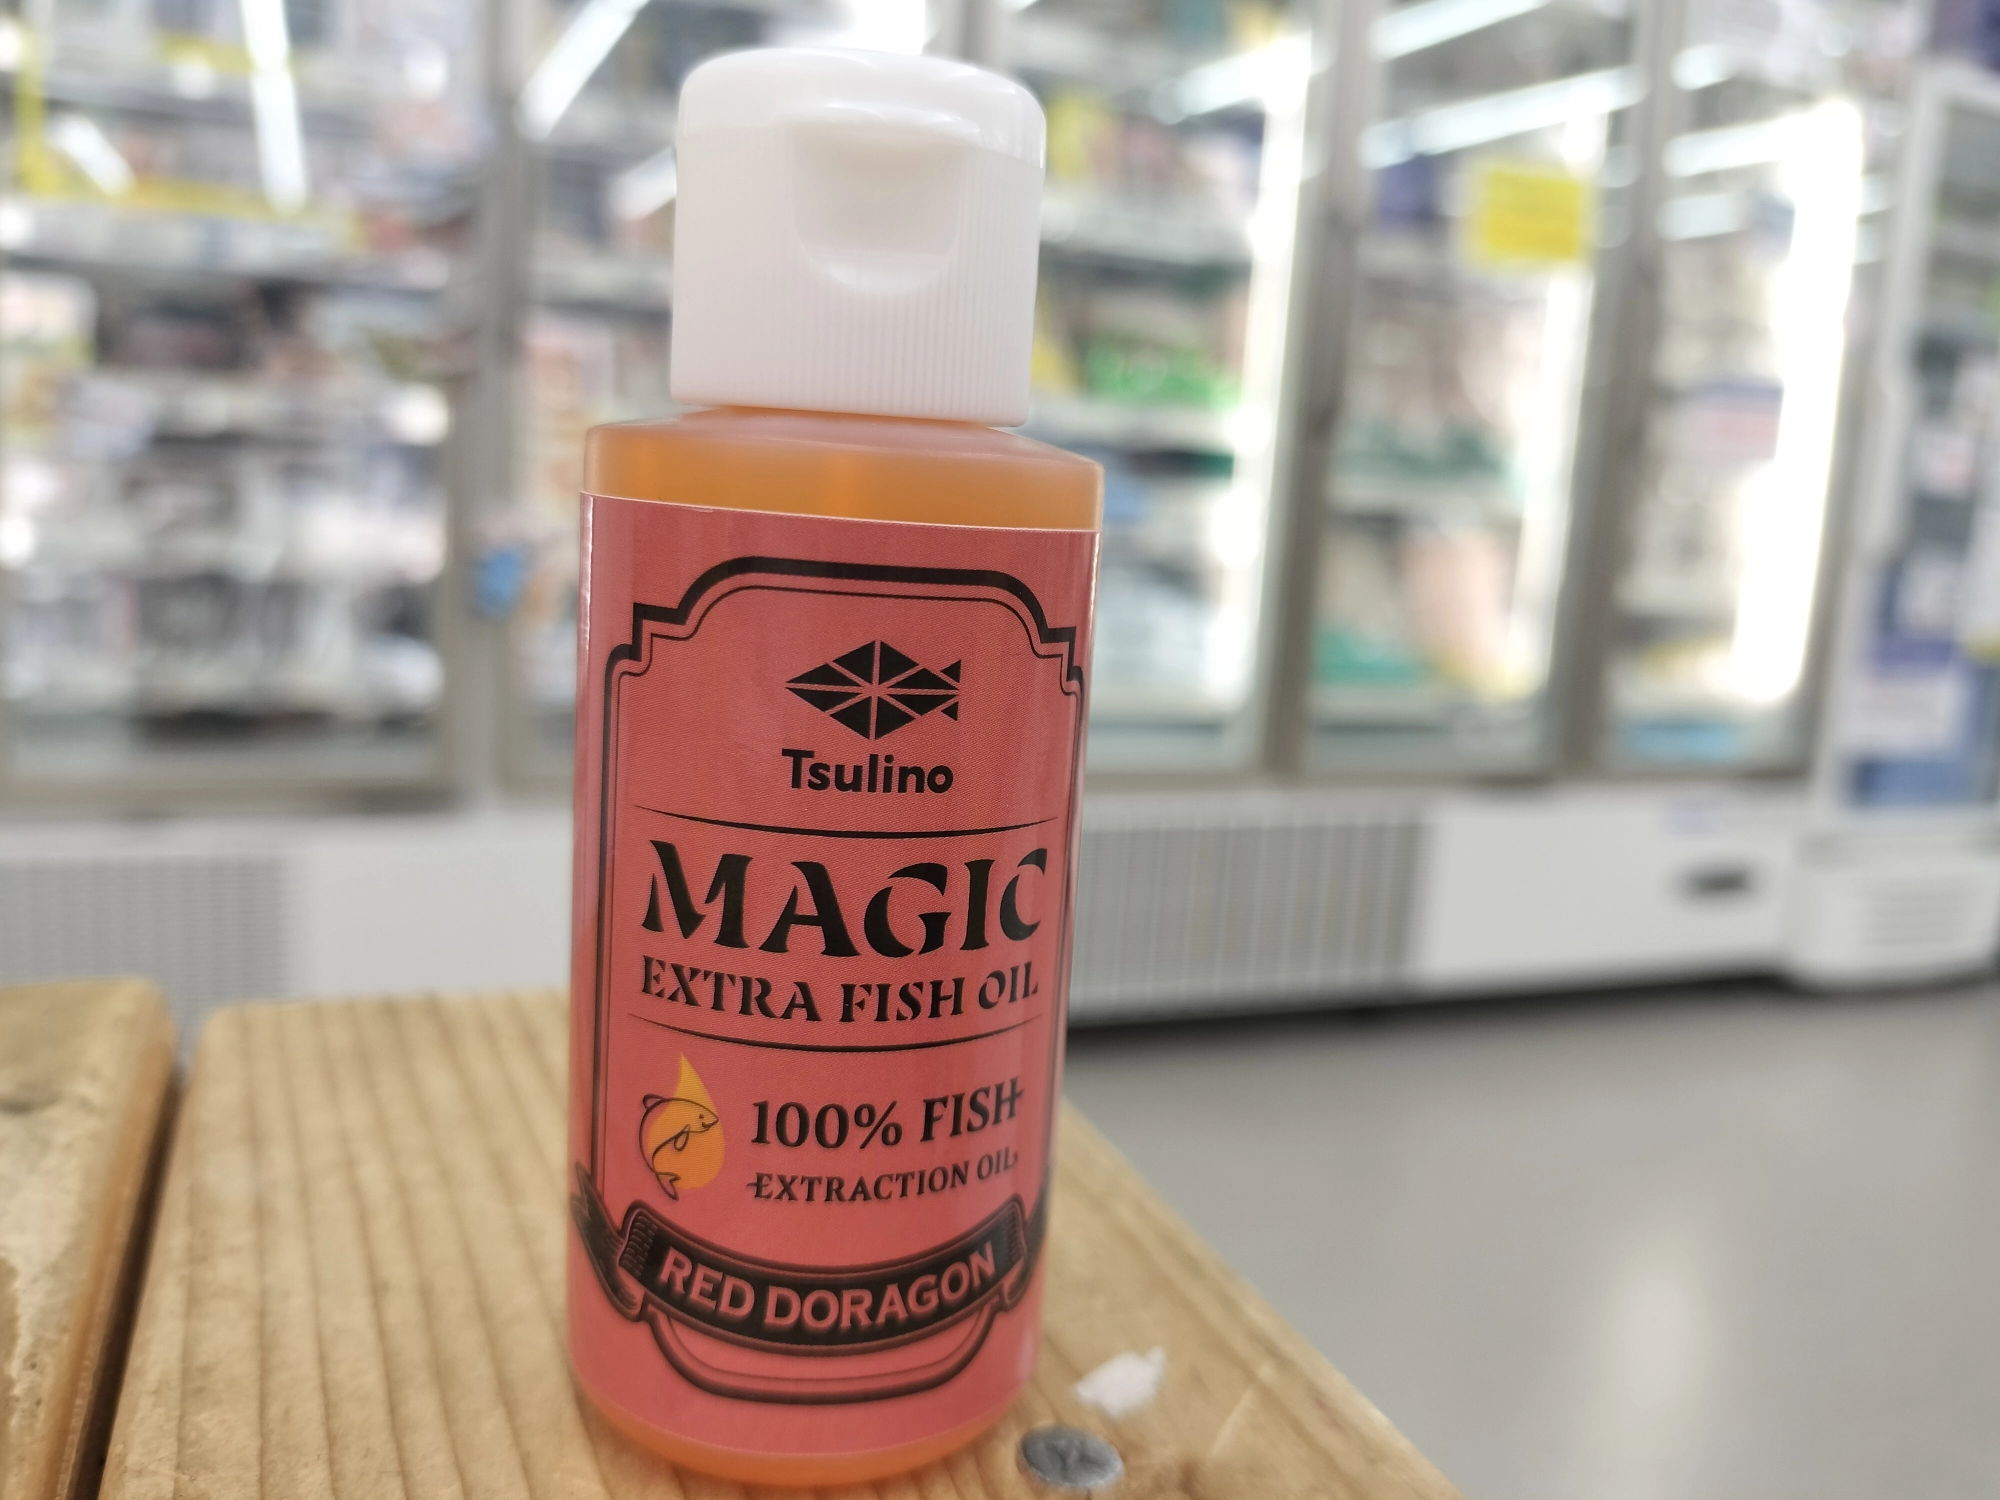 Tsulino
MAGIC
EXTRA FISH OIL
100% FISH
EXTRACTION OIL
RED DORAGON